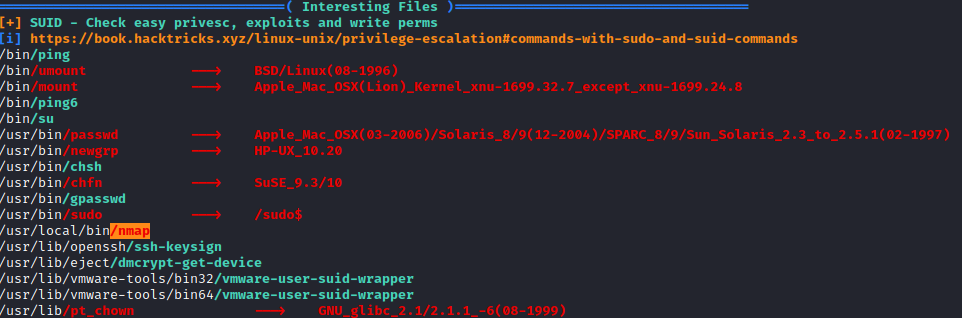 ════════════════════════════════════( Interesting Files )═════════════════════════════════════
[+] SUID - Check easy privesc, exploits and write perms
[i] https://book.hacktricks.xyz/linux-unix/privilege-escalation#commands-with-sudo-and-suid-commands
/bin/ping
/bin/umount ---> BSD/Linux(08-1996)
/bin/mount ---> Apple_Mac_OSX(Lion)_Kernel_xnu-1699.32.7_except_xnu-1699.24.8
/bin/ping6
/bin/su
/usr/bin/passwd ---> Apple_Mac_OSX(03-2006)/Solaris_8/9(12-2004)/SPARC_8/9/Sun_Solaris_2.3_to_2.5.1(02-1997)
/usr/bin/newgrp ---> HP-UX_10.20
/usr/bin/chsh
/usr/bin/chfn ---> SuSE_9.3/10
/usr/bin/gpasswd
/usr/bin/sudo ---> /sudo$
/usr/local/bin/nmap
/usr/lib/openssh/ssh-keysign
/usr/lib/eject/dmcrypt-get-device
/usr/lib/vmware-tools/bin32/vmware-user-suid-wrapper
/usr/lib/vmware-tools/bin64/vmware-user-suid-wrapper
/usr/lib/pt_chown ---> GNU_glibc_2.1/2.1.1_-6(08-1999)